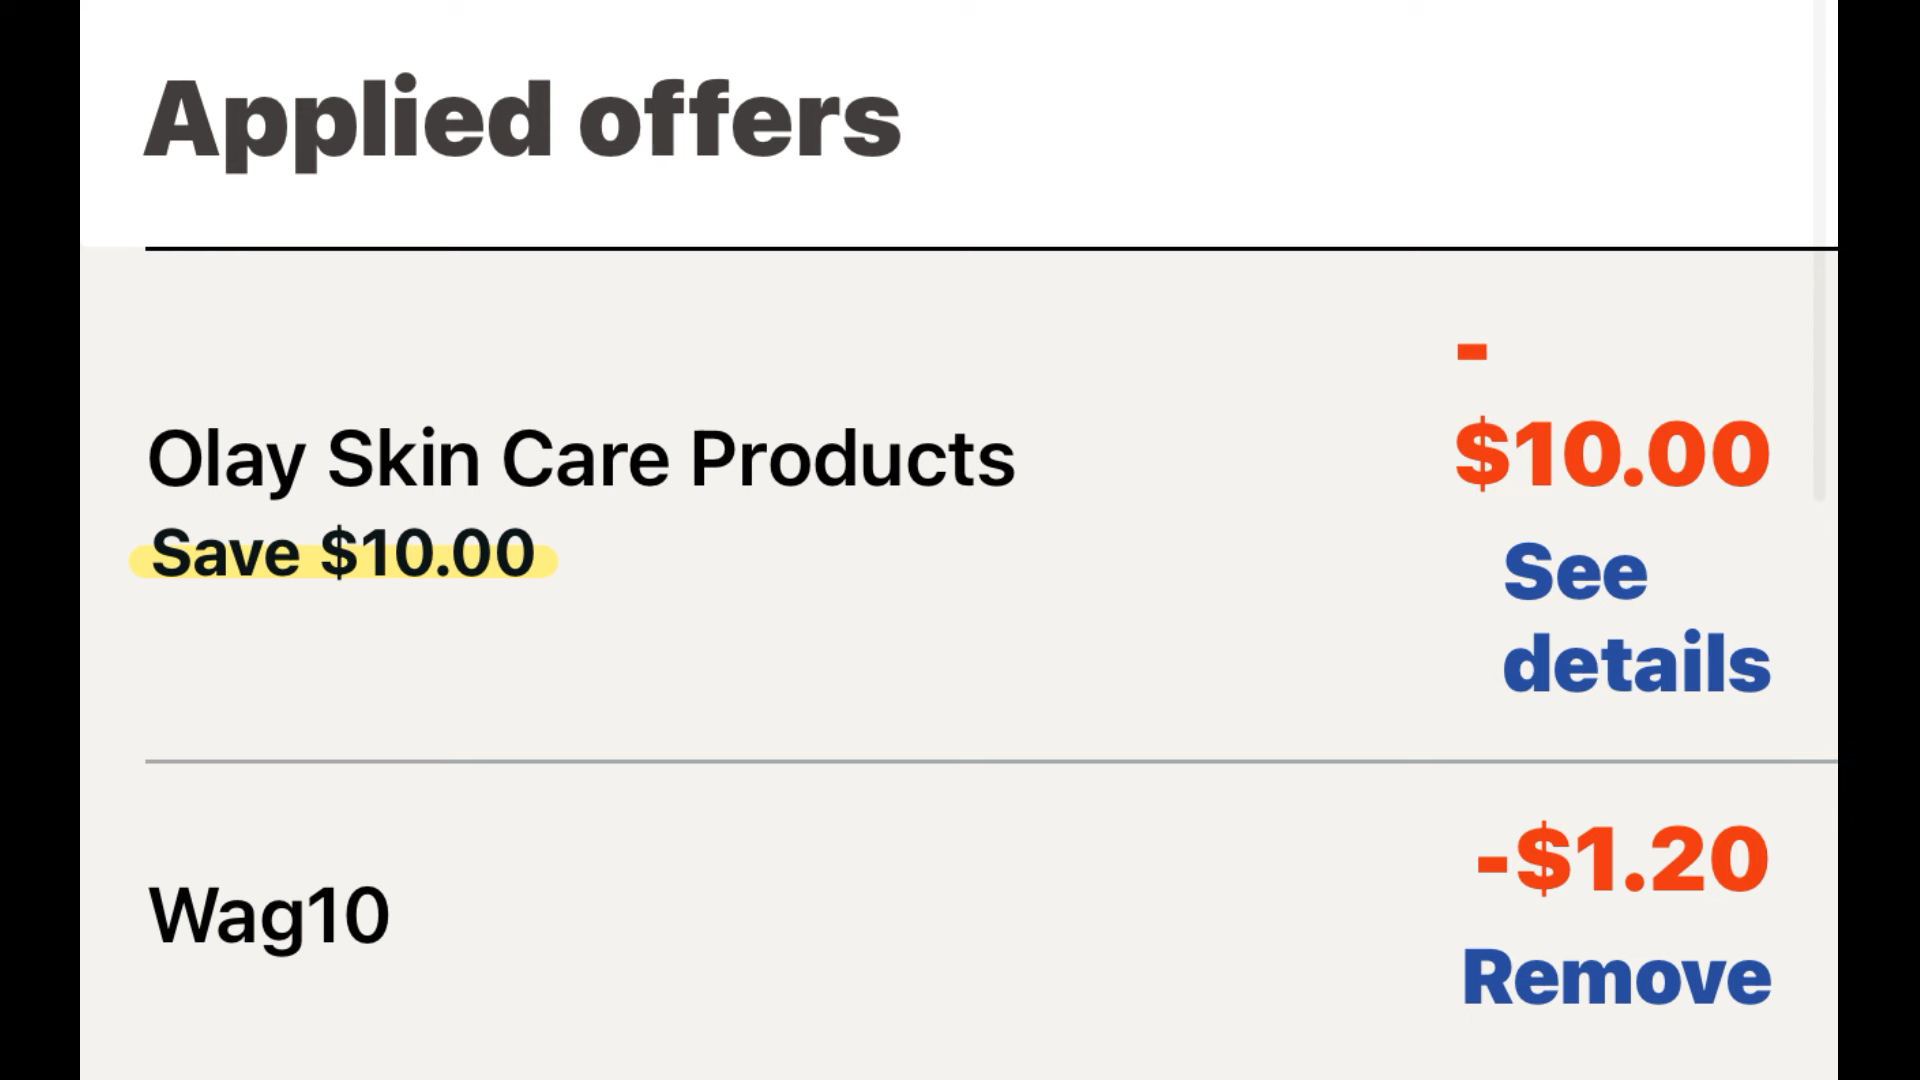 Applied offers
Olay Skin Care Products
Save $10.00
-
$10.00
See
details
Wag10
-$1.20
Remove